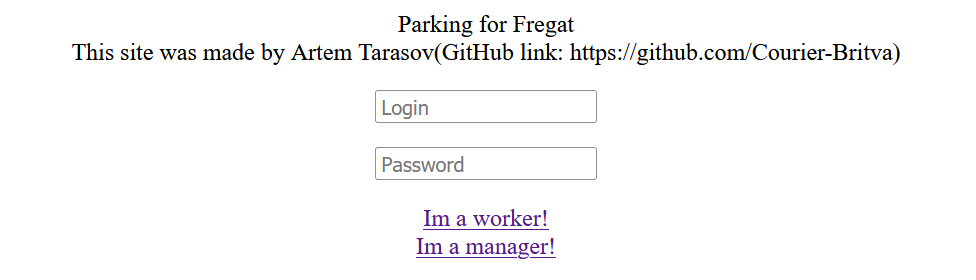 Parking for Fregat
This site was made by Artem Tarasov(GitHub link: https://github.com/Courier-Britva)
Login
Password
Im a worker!
Im a manager!